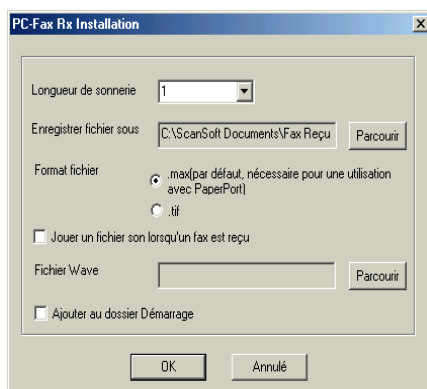 PC-Fax Rx Installation
Longueur de sonnerie 1
Enregistrer fichier sous C:\ScanSoft Documents\Fax Reçu Parcourir
Format fichier .max(par défaut, nécessaire pour une utilisation
avec PaperPort)
.tif
Jouer un fichier son lorsqu'un fax est reçu
Fichier Wave Parcourir
Ajouter au dossier Démarrage
OK Annulé